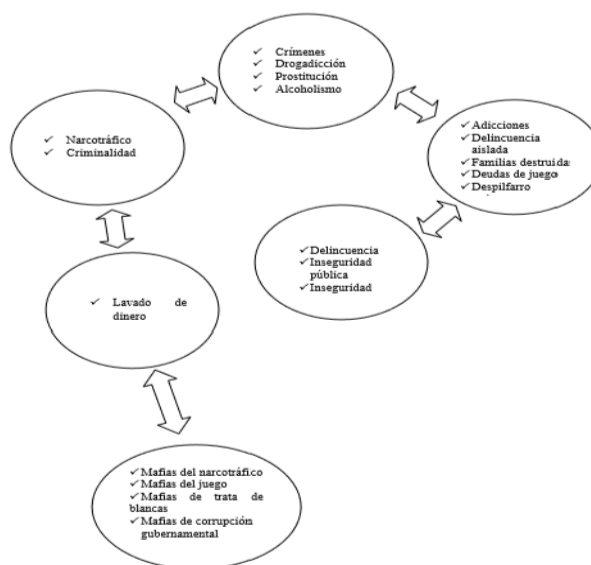 ✓ Crímenes
✓ Drogadicción
✓ Prostitución
✓ Alcoholismo
✓ Narcotráfico
✓ Criminalidad
✓ Adicciones
✓ Delincuencia
aislada
✓ Familias destruidas
✓ Deudas de juego
✓ Despilfarro
✓ Delincuencia
✓ Inseguridad
pública
✓ Inseguridad
✓ Lavado de
dinero
✓ Mafias del narcotráfico
✓ Mafias del juego
✓ Mafias de trata de
blancas
✓ Mafias de corrupción
gubernamental